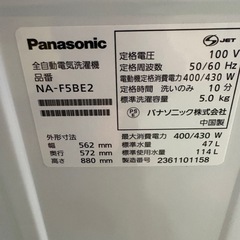 Panasonic
全自動電気洗濯機
品番
NA-F5BE2
外形寸法
幅 562 mm
奥行 572 mm
高さ 880 mm
JET
定格電圧 100 V
定格周波数 50/60 Hz
電動機定格消費電力 400/430 W
定格時間 洗いのみ 10 分
標準洗濯容量 5.0 kg
パナソニック株式会社
中国製
最大消費電力 400/430 W
標準水量 47 L
標準使用水量 114 L
製造番号 2361101158